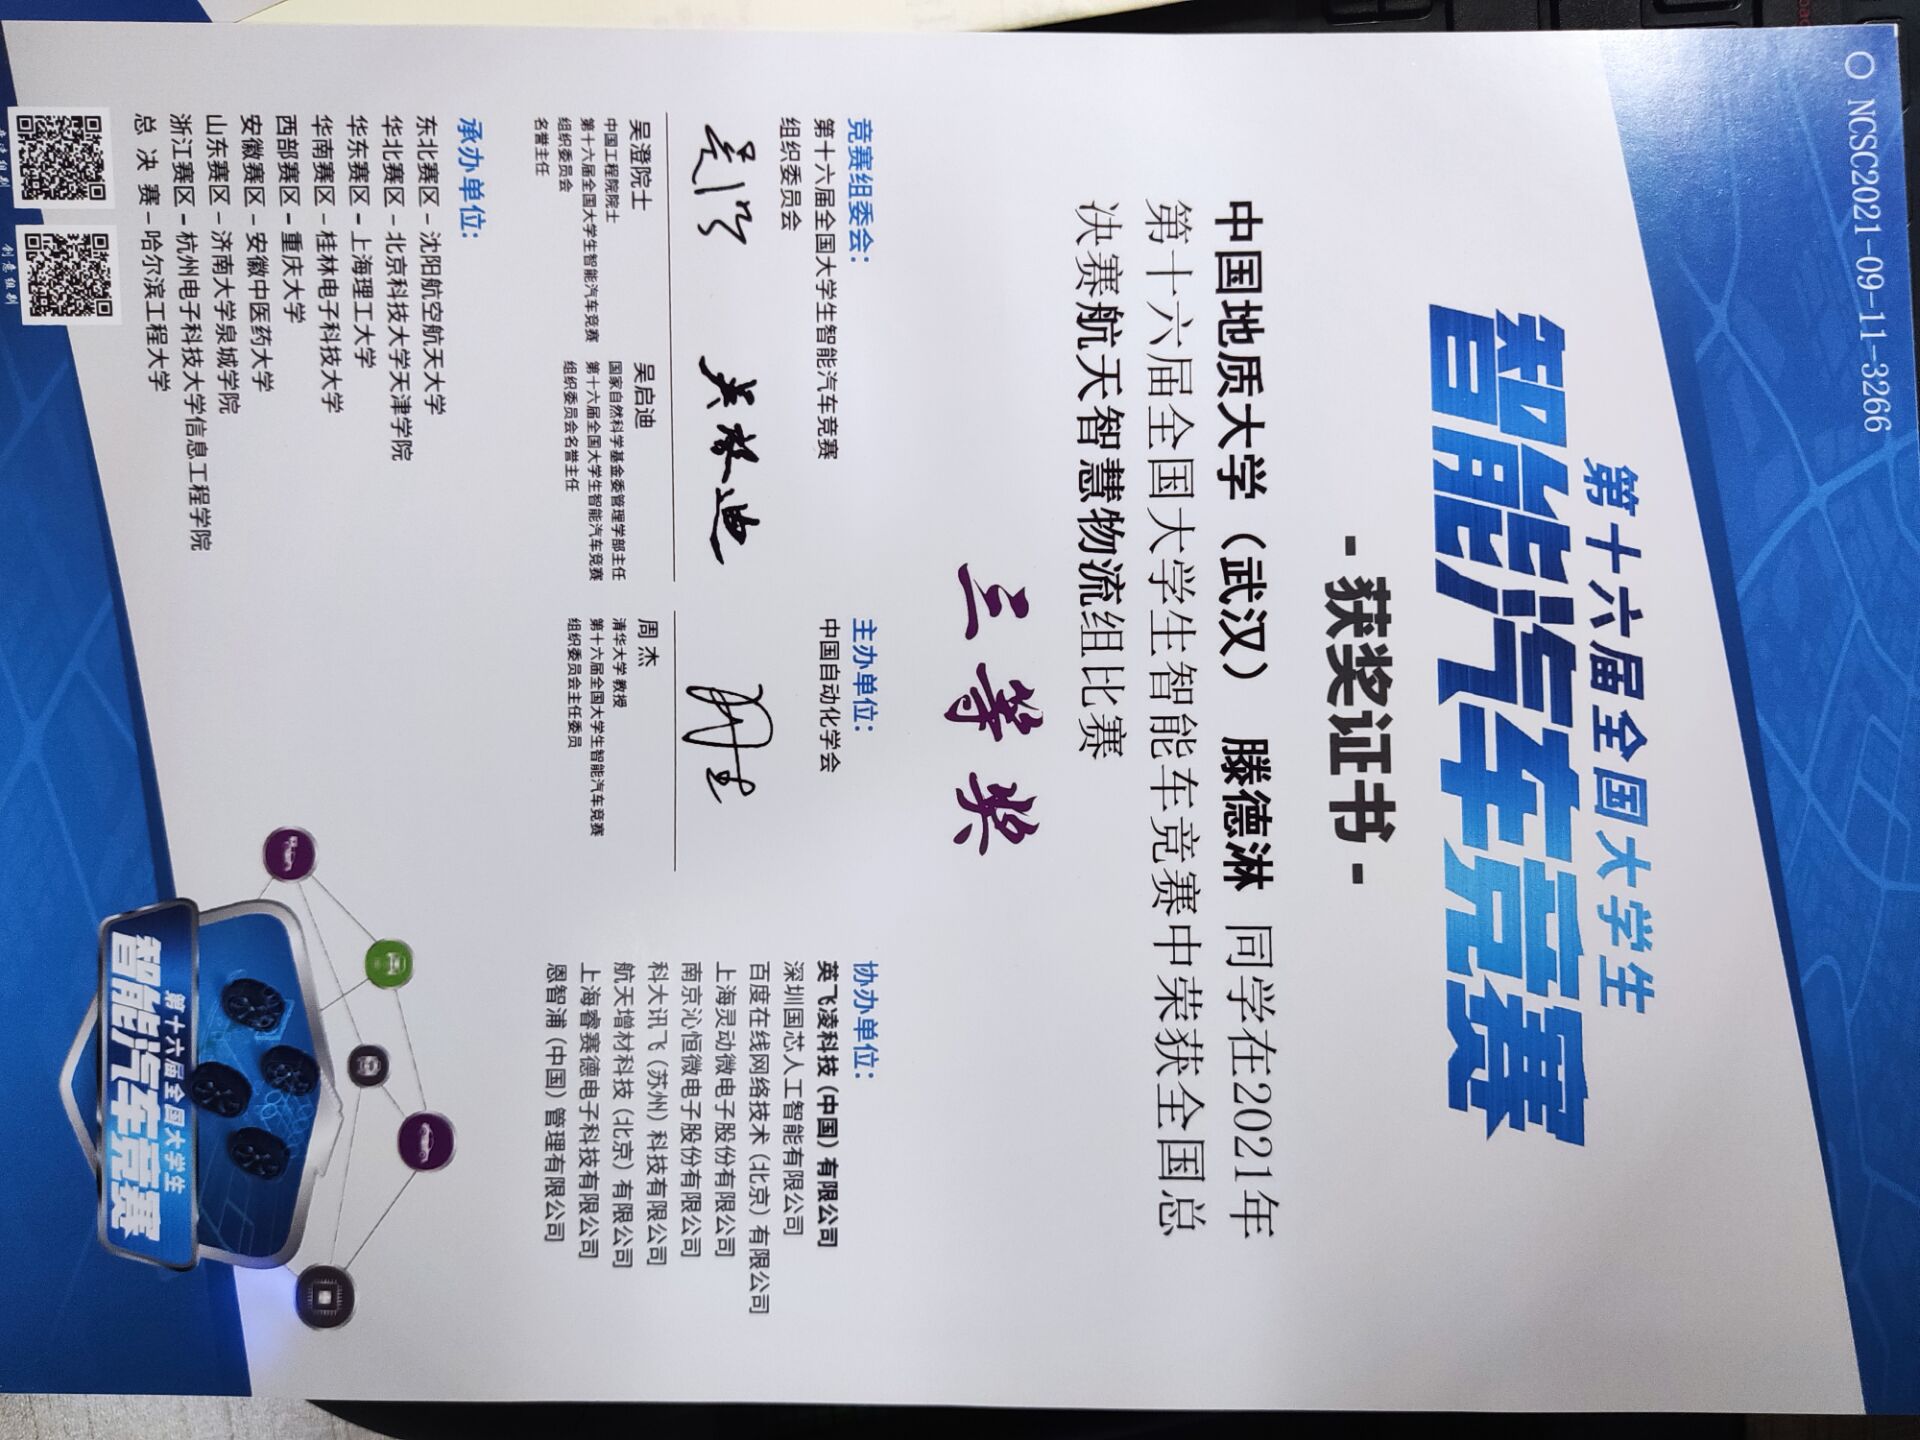 NCSC2021-09-11-3266
第十六届全国大学生
智能汽车竞赛
- 获奖证书 -
中国地质大学（武汉） 滕德淋 同学在2021年
第十六届全国大学生智能车竞赛中荣获全国总
决赛航天智慧物流组比赛
三等奖
竞赛组委会：
第十六届全国大学生智能汽车竞赛
组织委员会
吴启迪
吴澄院士
中国工程院院士
第十六届全国大学生智能汽车竞赛
组织委员会
名誉主任
吴启迪
国家自然科学基金委管理学部主任
第十六届全国大学生智能汽车竞赛
组织委员会名誉主任
主办单位：
中国自动化学会
周杰
清华大学教授
第十六届全国大学生智能汽车竞赛
组织委员会主任委员
协办单位：
英飞凌科技（中国）有限公司
深圳国芯人工智能有限公司
百度在线网络技术（北京）有限公司
上海灵动微电子股份有限公司
南京沁恒微电子股份有限公司
科大讯飞（苏州）科技有限公司
航天增材科技（北京）有限公司
上海睿赛德电子科技有限公司
恩智浦（中国）管理有限公司
承办单位：
东北赛区 - 沈阳航空航天大学
华北赛区 - 北京科技大学天津学院
华东赛区 - 上海理工大学
华南赛区 - 桂林电子科技大学
西部赛区 - 重庆大学
安徽赛区 - 安徽中医药大学
山东赛区 - 济南大学泉城学院
浙江赛区 - 杭州电子科技大学信息工程学院
总 决 赛 - 哈尔滨工程大学
竞速组别
创意组别
第十六届全国大学生
智能汽车竞赛